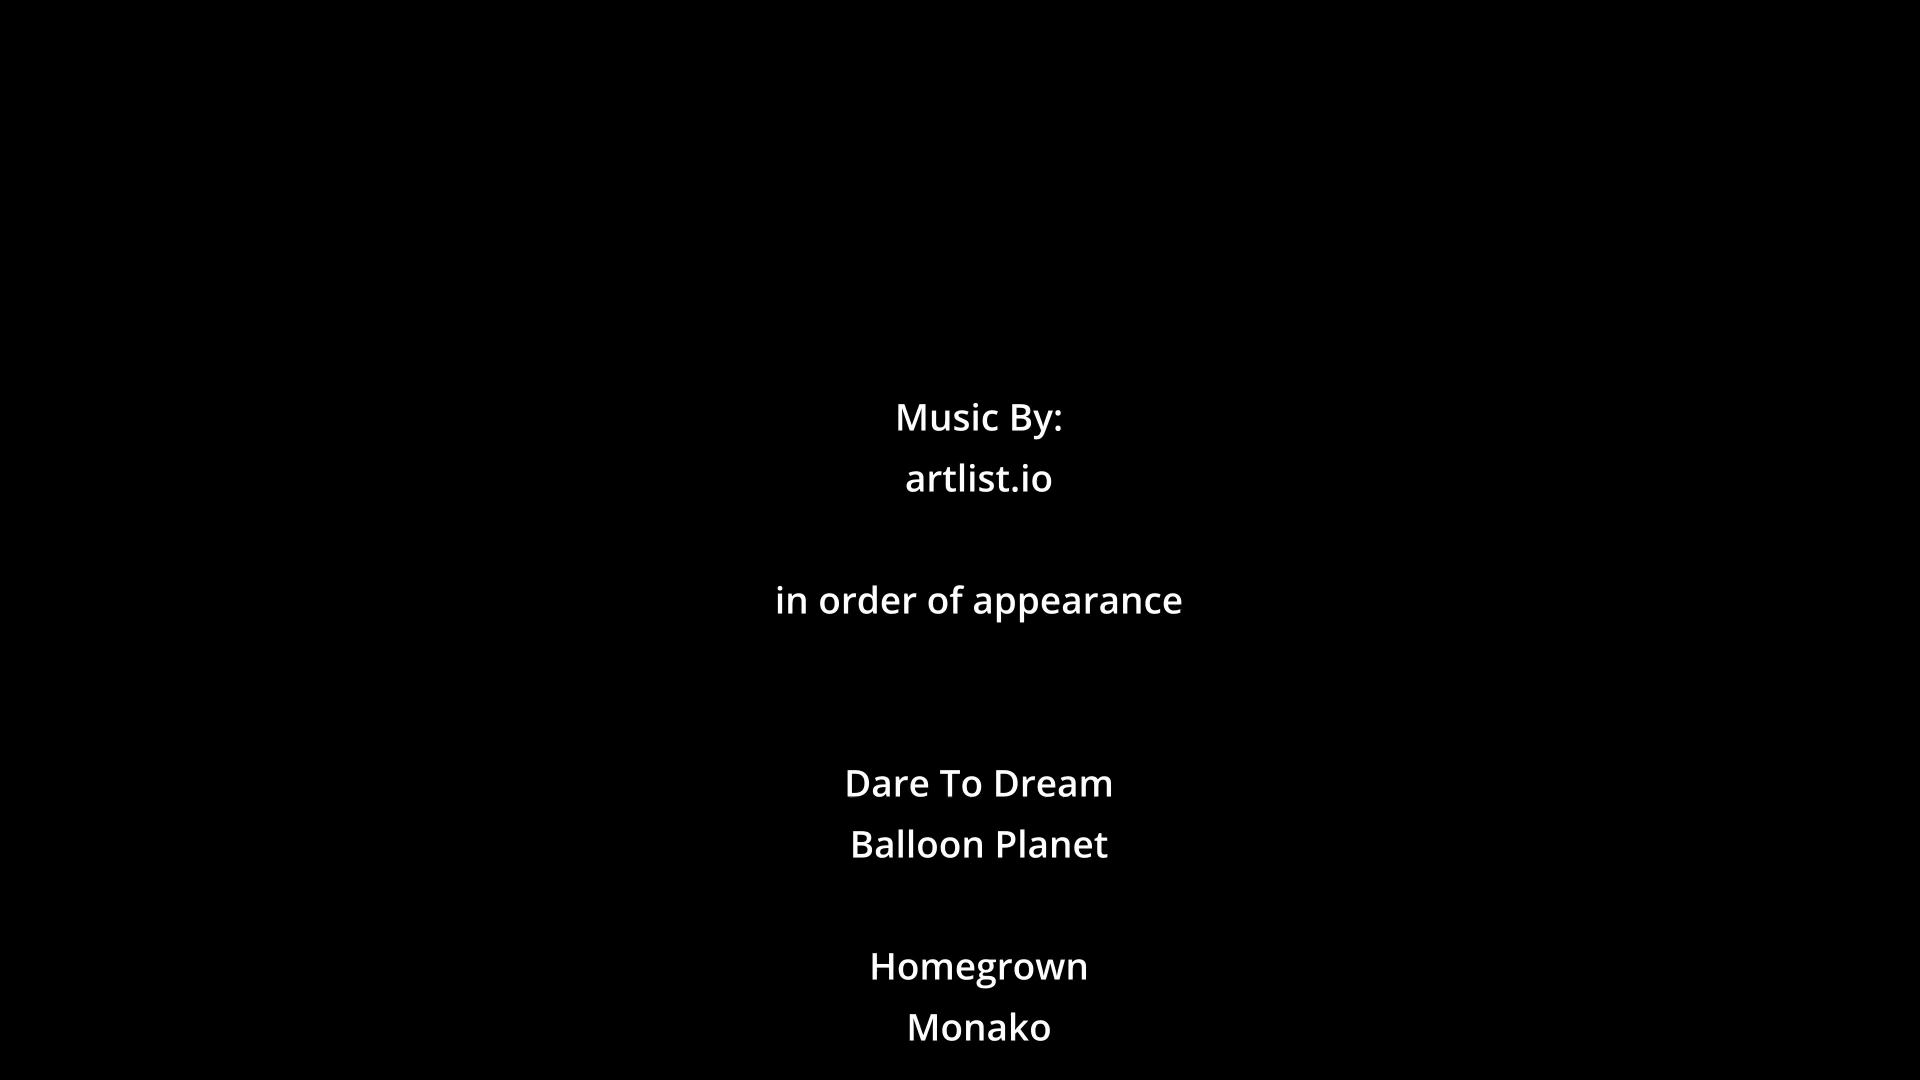 Music By:
artlist.io
in order of appearance
Dare To Dream
Balloon Planet
Homegrown
Monako